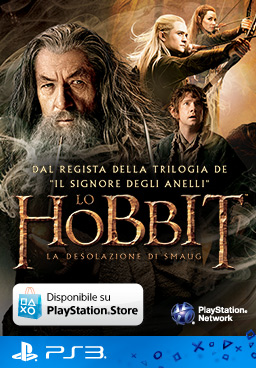 DAL REGISTA DELLA TRILOGIA DE
"IL SIGNORE DEGLI ANELLI"
LO
HOBBIT
LA DESOLAZIONE DI SMAUG
Disponibile su
PlayStation®Store
PlayStation®
Network
PS3™